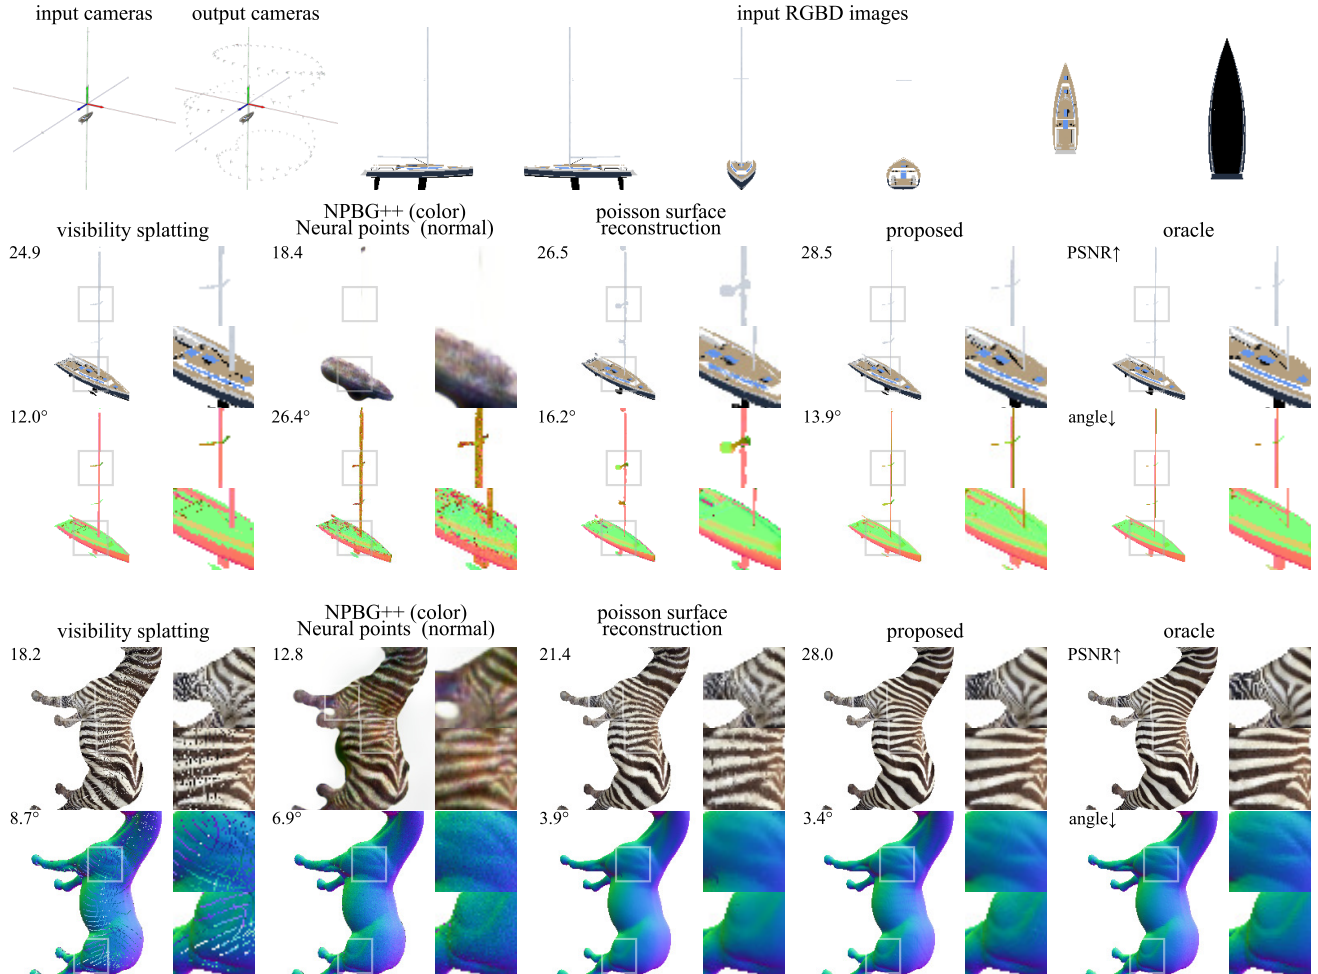 input cameras
output cameras
input RGBD images
visibility splatting
NPBG++ (color)
Neural points (normal)
poisson surface
reconstruction
proposed
oracle
24.9
18.4
26.5
28.5
PSNR↑
12.0°
26.4°
16.2°
13.9°
angle↓
visibility splatting
NPBG++ (color)
Neural points (normal)
poisson surface
reconstruction
proposed
oracle
18.2
12.8
21.4
28.0
PSNR↑
8.7°
6.9°
3.9°
3.4°
angle↓